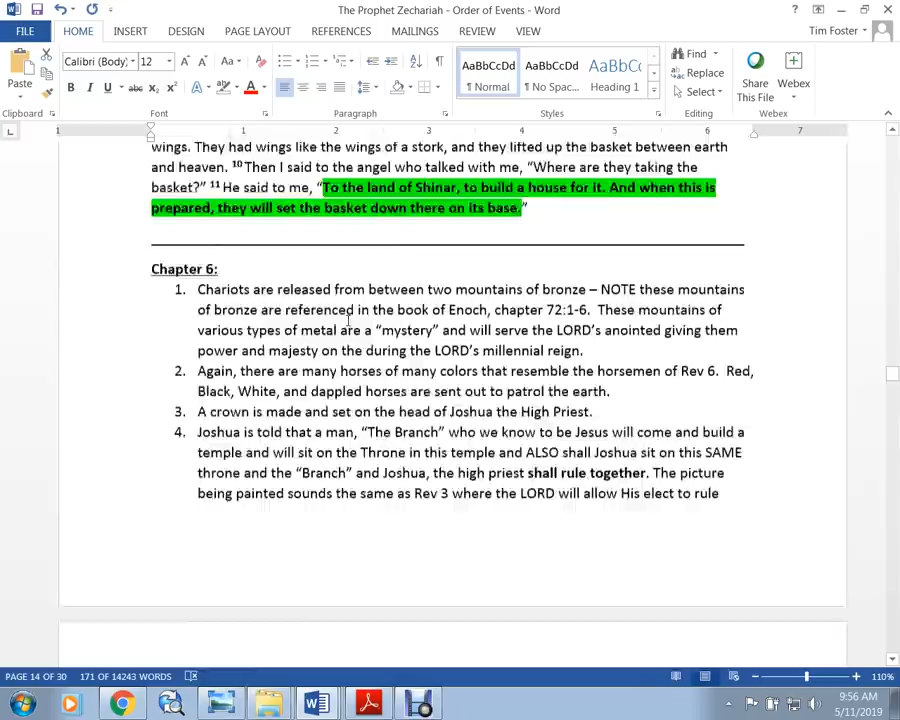 The Prophet Zechariah - Order of Events - Word
FILE HOME INSERT DESIGN PAGE LAYOUT REFERENCES MAILINGS REVIEW VIEW Tim Foster
Paste
Calibri (Body) 12 Aa
B I U abc x₂ x² A A
AaBbCcDd AaBbCcDd AaBbCc
¶ Normal ¶ No Spac... Heading 1
Find
Replace
Select
Share This File
Webex
Clipboard Font Paragraph Styles Editing Webex
1 1 2 3 4 5 6 7
wings. They had wings like the wings of a stork, and they lifted up the basket between earth
and heaven. ¹⁰ Then I said to the angel who talked with me, “Where are they taking the
basket?” ¹¹ He said to me, “To the land of Shinar, to build a house for it. And when this is
prepared, they will set the basket down there on its base.”
Chapter 6:
1. Chariots are released from between two mountains of bronze – NOTE these mountains
of bronze are referenced in the book of Enoch, chapter 72:1-6. These mountains of
various types of metal are a “mystery” and will serve the LORD’s anointed giving them
power and majesty on the during the LORD’s millennial reign.
2. Again, there are many horses of many colors that resemble the horsemen of Rev 6. Red,
Black, White, and dappled horses are sent out to patrol the earth.
3. A crown is made and set on the head of Joshua the High Priest.
4. Joshua is told that a man, “The Branch” who we know to be Jesus will come and build a
temple and will sit on the Throne in this temple and ALSO shall Joshua sit on this SAME
throne and the “Branch” and Joshua, the high priest shall rule together. The picture
being painted sounds the same as Rev 3 where the LORD will allow His elect to rule
PAGE 14 OF 30 171 OF 14243 WORDS 110%
9:56 AM
5/11/2019